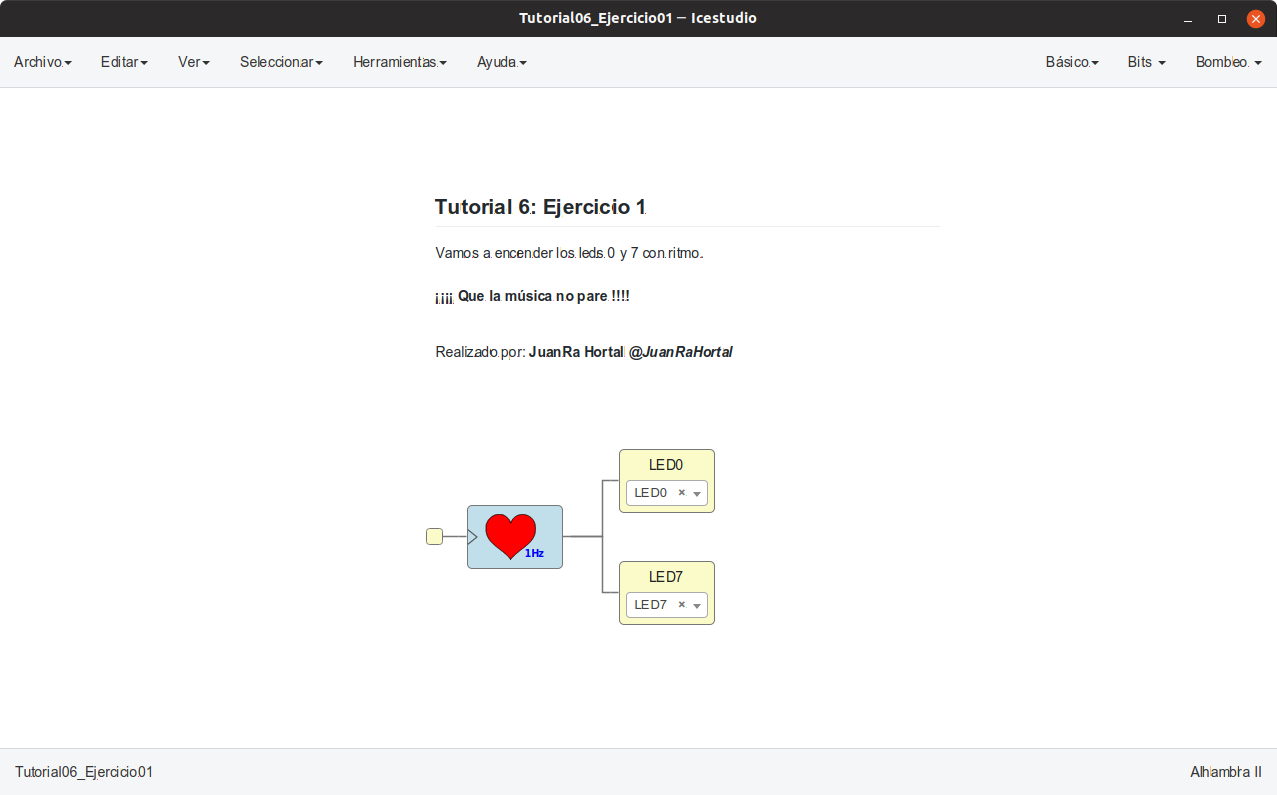 Tutorial06_Ejercicio01 — Icestudio
Archivo Editar Ver Seleccionar Herramientas Ayuda Básico Bits Bombeo
Tutorial 6: Ejercicio 1
Vamos a encender los leds 0 y 7 con ritmo.
¡¡¡¡ Que la música no pare !!!!
Realizado por: JuanRa Hortal @JuanRaHortal
LED0
LED0 ×
1Hz
LED7
LED7 ×
Tutorial06_Ejercicio01 Alhambra II